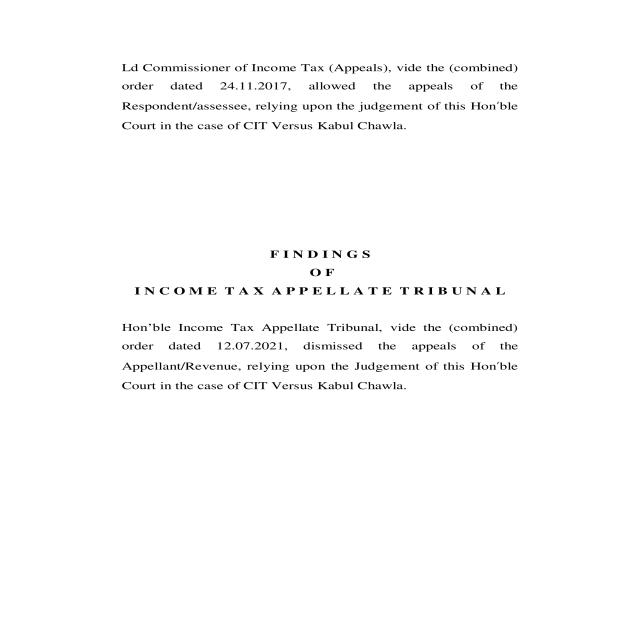 Ld Commissioner of Income Tax (Appeals), vide the (combined)
order dated 24.11.2017, allowed the appeals of the
Respondent/assessee, relying upon the judgement of this Hon´ble
Court in the case of CIT Versus Kabul Chawla.
FINDINGS
OF
INCOME TAX APPELLATE TRIBUNAL
Hon’ble Income Tax Appellate Tribunal, vide the (combined)
order dated 12.07.2021, dismissed the appeals of the
Appellant/Revenue, relying upon the Judgement of this Hon´ble
Court in the case of CIT Versus Kabul Chawla.